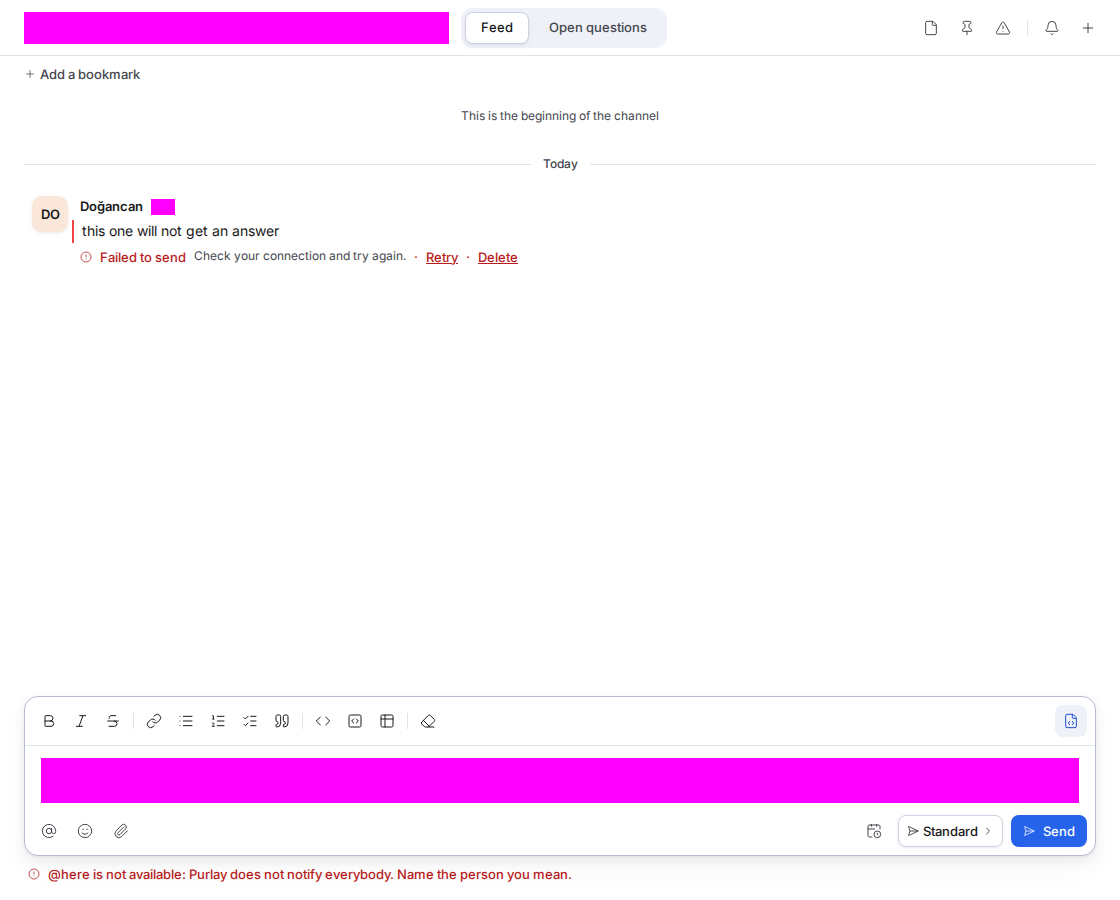 Feed
Open questions
Add a bookmark
This is the beginning of the channel
Today
DO
Doğancan
this one will not get an answer
Failed to send Check your connection and try again. · Retry · Delete
Standard
Send
@here is not available: Purlay does not notify everybody. Name the person you mean.